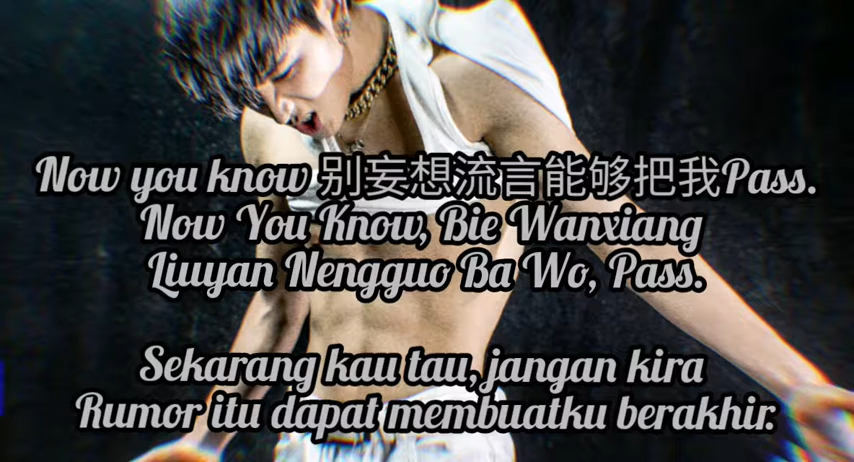 Now you know 别妄想流言能够把我Pass.
Now You Know, Bie Wanxiang
Liuyan Nengguo Ba Wo, Pass.
Sekarang kau tau, jangan kira
Rumor itu dapat membuatku berakhir.